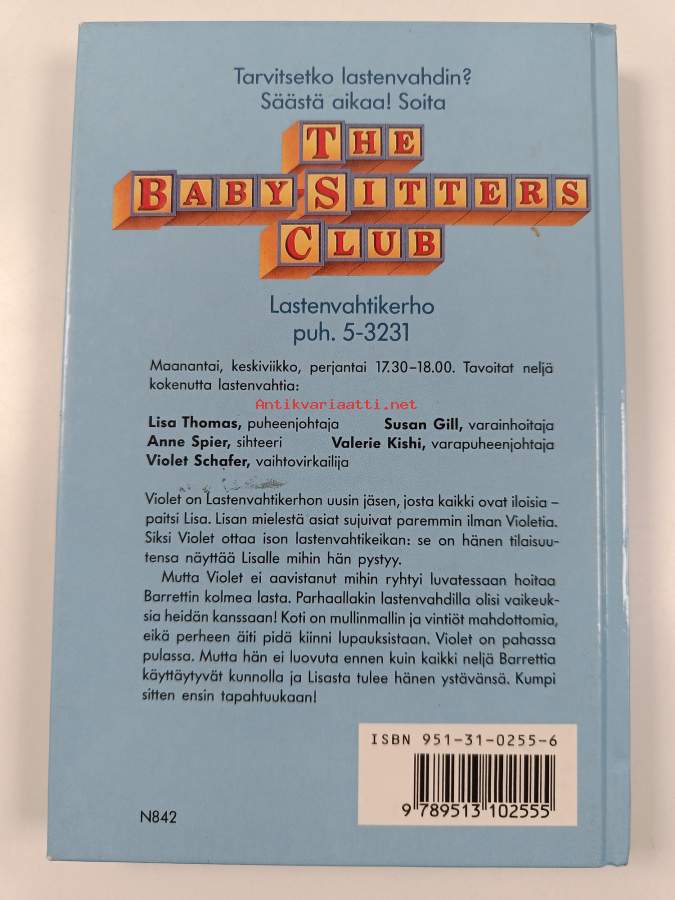 Tarvitsetko lastenvahdin?
Säästä aikaa! Soita
THE
BABY-SITTERS
CLUB
Lastenvahtikerho
puh. 5-3231
Maanantai, keskiviikko, perjantai 17.30–18.00. Tavoitat neljä
kokenutta lastenvahtia:
Antikvariaatti.net
Lisa Thomas, puheenjohtaja Susan Gill, varainhoitaja
Anne Spier, sihteeri Valerie Kishi, varapuheenjohtaja
Violet Schafer, vaihtovirkailija
Violet on Lastenvahtikerhon uusin jäsen, josta kaikki ovat iloisia –
paitsi Lisa. Lisan mielestä asiat sujuivat paremmin ilman Violetia.
Siksi Violet ottaa ison lastenvahtikeikan: se on hänen tilaisuu-
tensa näyttää Lisalle mihin hän pystyy.
Mutta Violet ei aavistanut mihin ryhtyi luvatessaan hoitaa
Barrettin kolmea lasta. Parhaallakin lastenvahdilla olisi vaikeuk-
sia heidän kanssaan! Koti on mullinmallin ja vintiöt mahdottomia,
eikä perheen äiti pidä kiinni lupauksistaan. Violet on pahassa
pulassa. Mutta hän ei luovuta ennen kuin kaikki neljä Barrettia
käyttäytyvät kunnolla ja Lisasta tulee hänen ystävänsä. Kumpi
sitten ensin tapahtuukaan!
ISBN 951-31-0255-6
9 789513 102555
N842